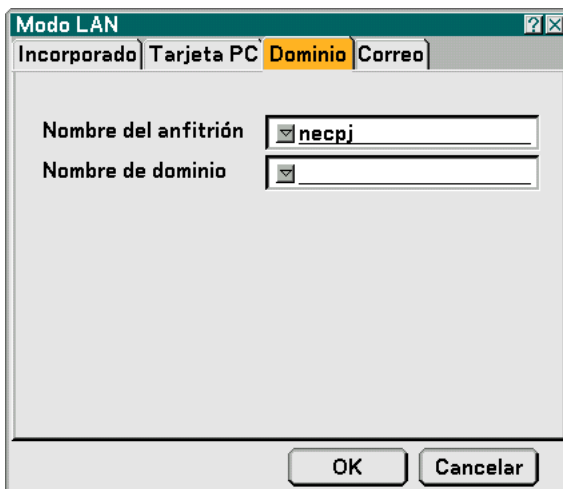 Modo LAN
Incorporado Tarjeta PC Dominio Correo
Nombre del anfitrión necpj
Nombre de dominio
OK Cancelar